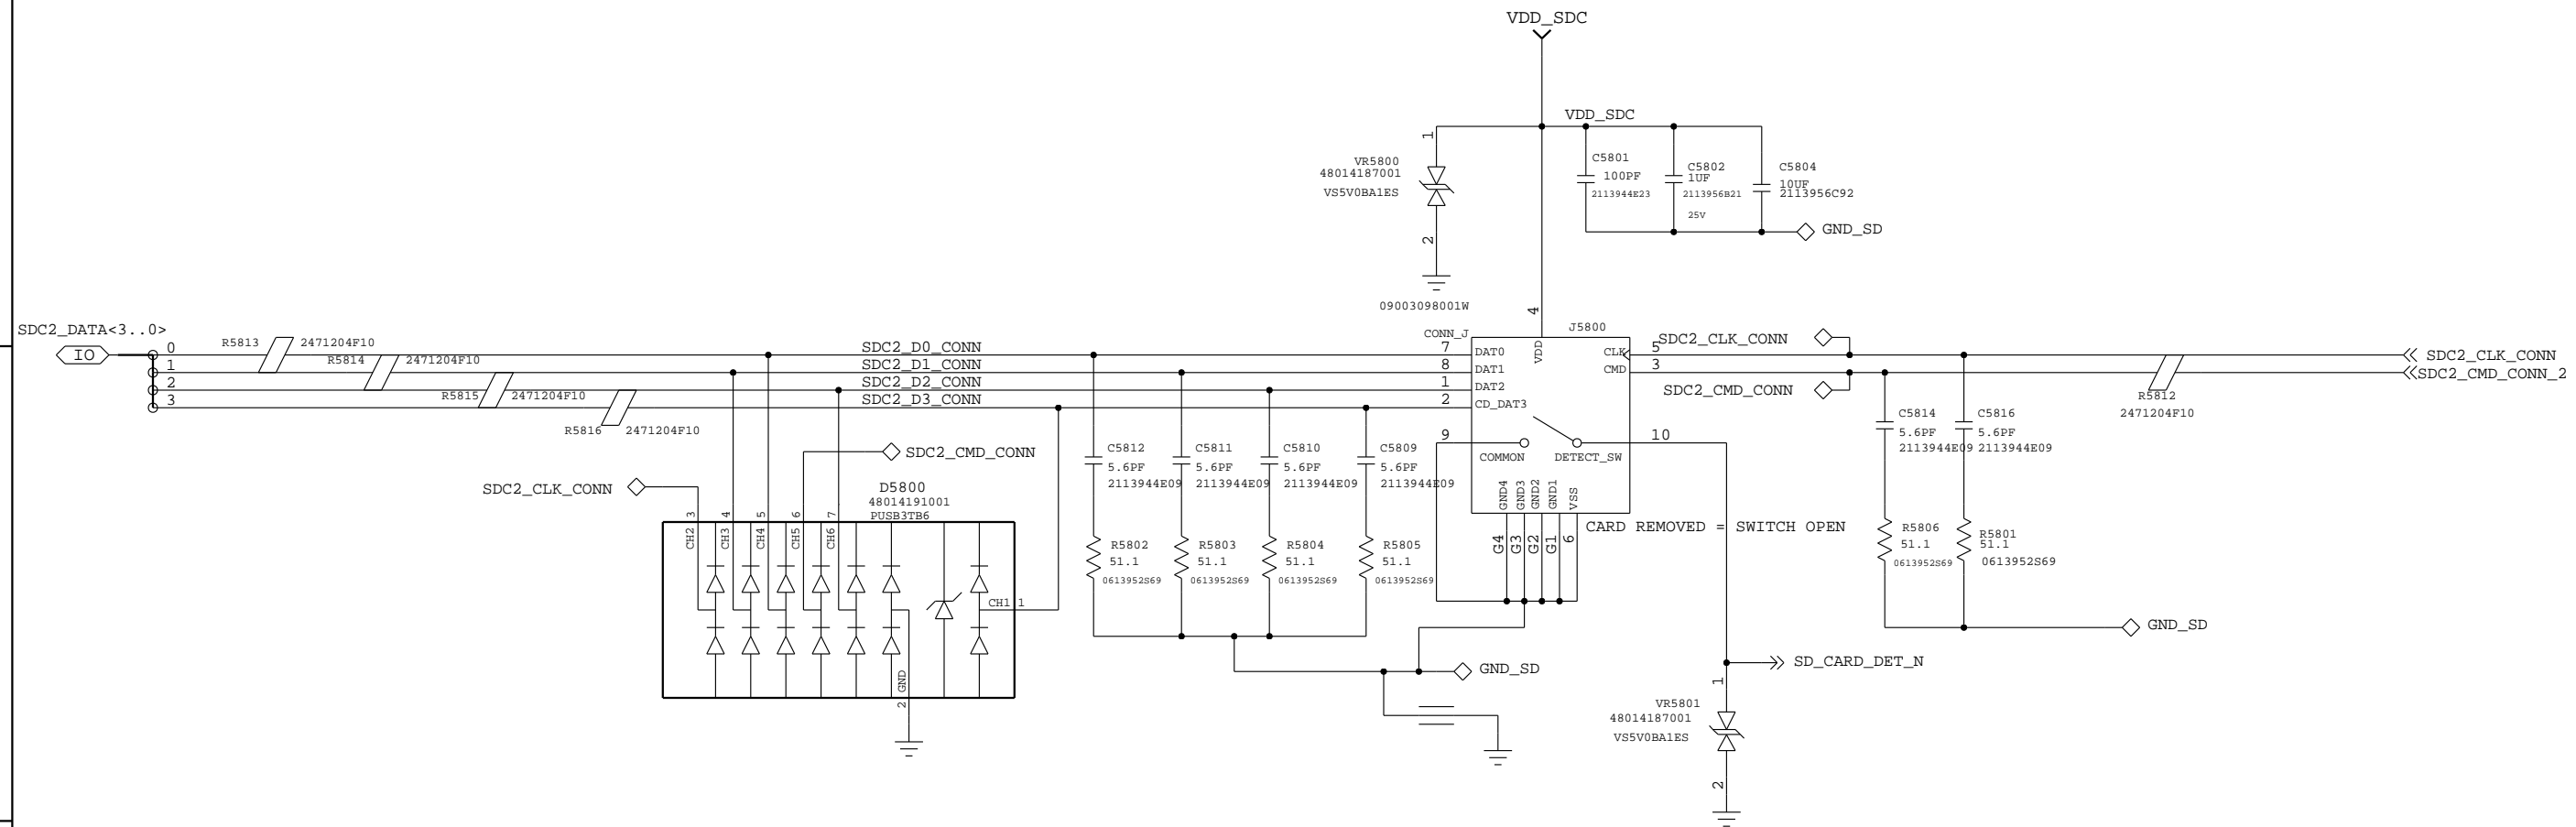 VDD_SDC
VDD_SDC
1
VR5800
48014187001
VS5V0BA1ES
2
C5801
100PF
2113944E23
C5802
1UF
2113956B21
25V
C5804
10UF
2113956C92
GND_SD
09003098001W
4
SDC2_DATA<3..0>
IO
0
1
2
3
R5813
2471204F10
R5814
2471204F10
R5815
2471204F10
R5816
2471204F10
SDC2_D0_CONN
SDC2_D1_CONN
SDC2_D2_CONN
SDC2_D3_CONN
CONN_J
J5800
7
8
1
2
DAT0
DAT1
DAT2
CD_DAT3
VDD
CLK
CMD
5
3
SDC2_CLK_CONN
SDC2_CMD_CONN
SDC2_CLK_CONN
SDC2_CMD_CONN_2
R5812
2471204F10
9
COMMON
DETECT_SW
10
GND4
GND3
GND2
GND1
VSS
G4
G3
G2
G1
6
CARD REMOVED = SWITCH OPEN
SDC2_CMD_CONN
SDC2_CLK_CONN
D5800
48014191001
PUSB3TB6
3
4
5
6
7
CH2
CH3
CH4
CH5
CH6
CH1
1
GND
2
C5812
5.6PF
2113944E09
C5811
5.6PF
2113944E09
C5810
5.6PF
2113944E09
C5809
5.6PF
2113944E09
R5802
51.1
0613952S69
R5803
51.1
0613952S69
R5804
51.1
0613952S69
R5805
51.1
0613952S69
GND_SD
C5814
5.6PF
2113944E09
C5816
5.6PF
2113944E09
R5806
51.1
0613952S69
R5801
51.1
0613952S69
GND_SD
SD_CARD_DET_N
1
VR5801
48014187001
VS5V0BA1ES
2